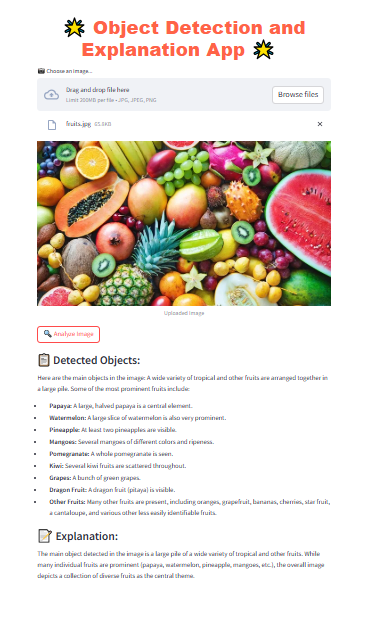 🌟 Object Detection and
Explanation App 🌟
📷 Choose an image...
Drag and drop file here
Limit 200MB per file • JPG, JPEG, PNG
Browse files
fruits.jpg 65.9KB
Uploaded Image
🔍 Analyze Image
📋 Detected Objects:
Here are the main objects in the image: A wide variety of tropical and other fruits are arranged together in
a large pile. Some of the most prominent fruits include:
• Papaya: A large, halved papaya is a central element.
• Watermelon: A large slice of watermelon is also very prominent.
• Pineapple: At least two pineapples are visible.
• Mangoes: Several mangoes of different colors and ripeness.
• Pomegranate: A whole pomegranate is seen.
• Kiwi: Several kiwi fruits are scattered throughout.
• Grapes: A bunch of green grapes.
• Dragon Fruit: A dragon fruit (pitaya) is visible.
• Other Fruits: Many other fruits are present, including oranges, grapefruit, bananas, cherries, star fruit,
a cantaloupe, and various other less easily identifiable fruits.
📝 Explanation:
The main object detected in the image is a large pile of a wide variety of tropical and other fruits. While
many individual fruits are prominent (papaya, watermelon, pineapple, mangoes, etc.), the overall image
depicts a collection of diverse fruits as the central theme.